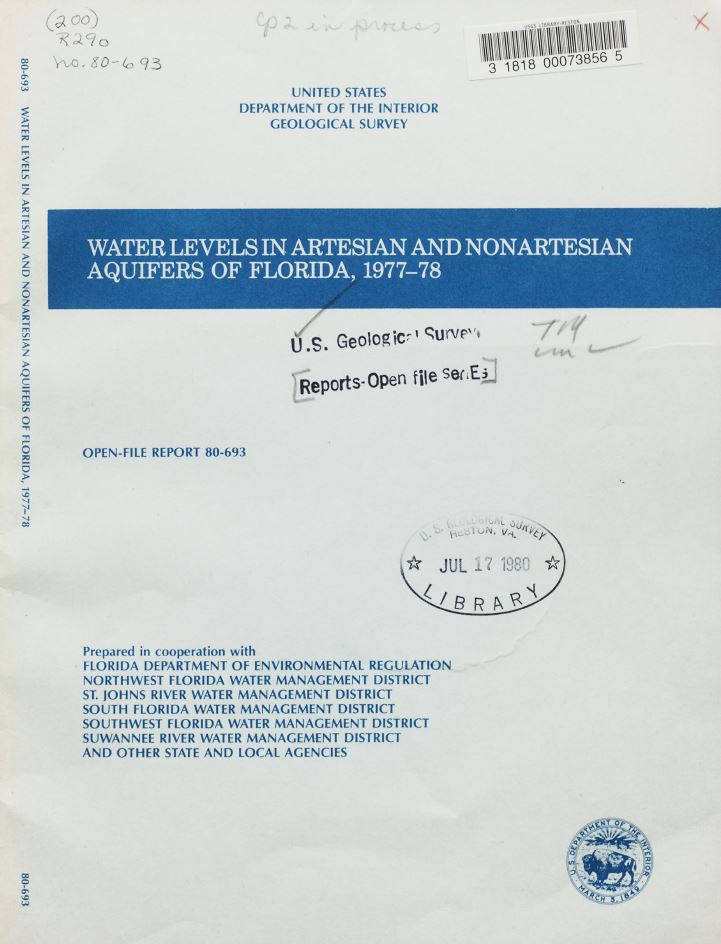 (200)
R290
no. 80-693
cp 2 in process
USGS LIBRARY-RESTON
3 1818 00073856 5
80-693 WATER LEVELS IN ARTESIAN AND NONARTESIAN AQUIFERS OF FLORIDA, 1977–78
80-693
UNITED STATES
DEPARTMENT OF THE INTERIOR
GEOLOGICAL SURVEY
WATER LEVELS IN ARTESIAN AND NONARTESIAN
AQUIFERS OF FLORIDA, 1977–78
U.S. Geological Survey.
[Reports-Open file seriEs]
OPEN-FILE REPORT 80-693
U. S. GEOLOGICAL SURVEY
RESTON, VA.
☆ JUL 17 1980 ☆
LIBRARY
Prepared in cooperation with
FLORIDA DEPARTMENT OF ENVIRONMENTAL REGULATION
NORTHWEST FLORIDA WATER MANAGEMENT DISTRICT
ST. JOHNS RIVER WATER MANAGEMENT DISTRICT
SOUTH FLORIDA WATER MANAGEMENT DISTRICT
SOUTHWEST FLORIDA WATER MANAGEMENT DISTRICT
SUWANNEE RIVER WATER MANAGEMENT DISTRICT
AND OTHER STATE AND LOCAL AGENCIES
U.S. DEPARTMENT OF THE INTERIOR
MARCH 3, 1849